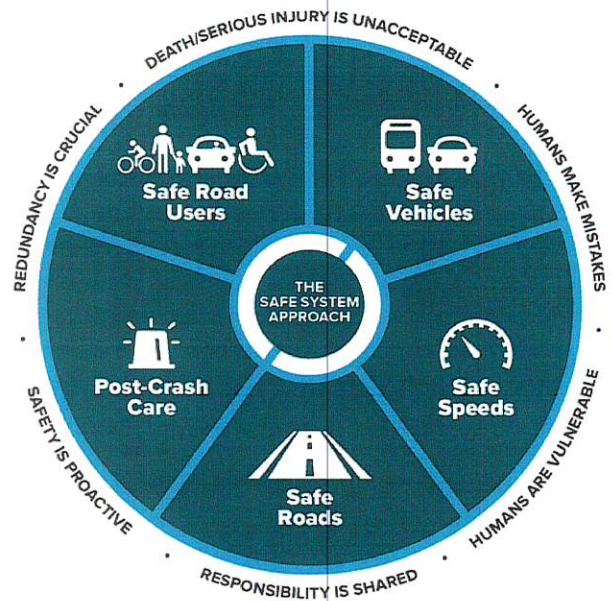 DEATH/SERIOUS INJURY IS UNACCEPTABLE
HUMANS MAKE MISTAKES
HUMANS ARE VULNERABLE
RESPONSIBILITY IS SHARED
SAFETY IS PROACTIVE
REDUNDANCY IS CRUCIAL
Safe Road
Users
Safe
Vehicles
THE
SAFE SYSTEM
APPROACH
Post-Crash
Care
Safe
Speeds
Safe
Roads